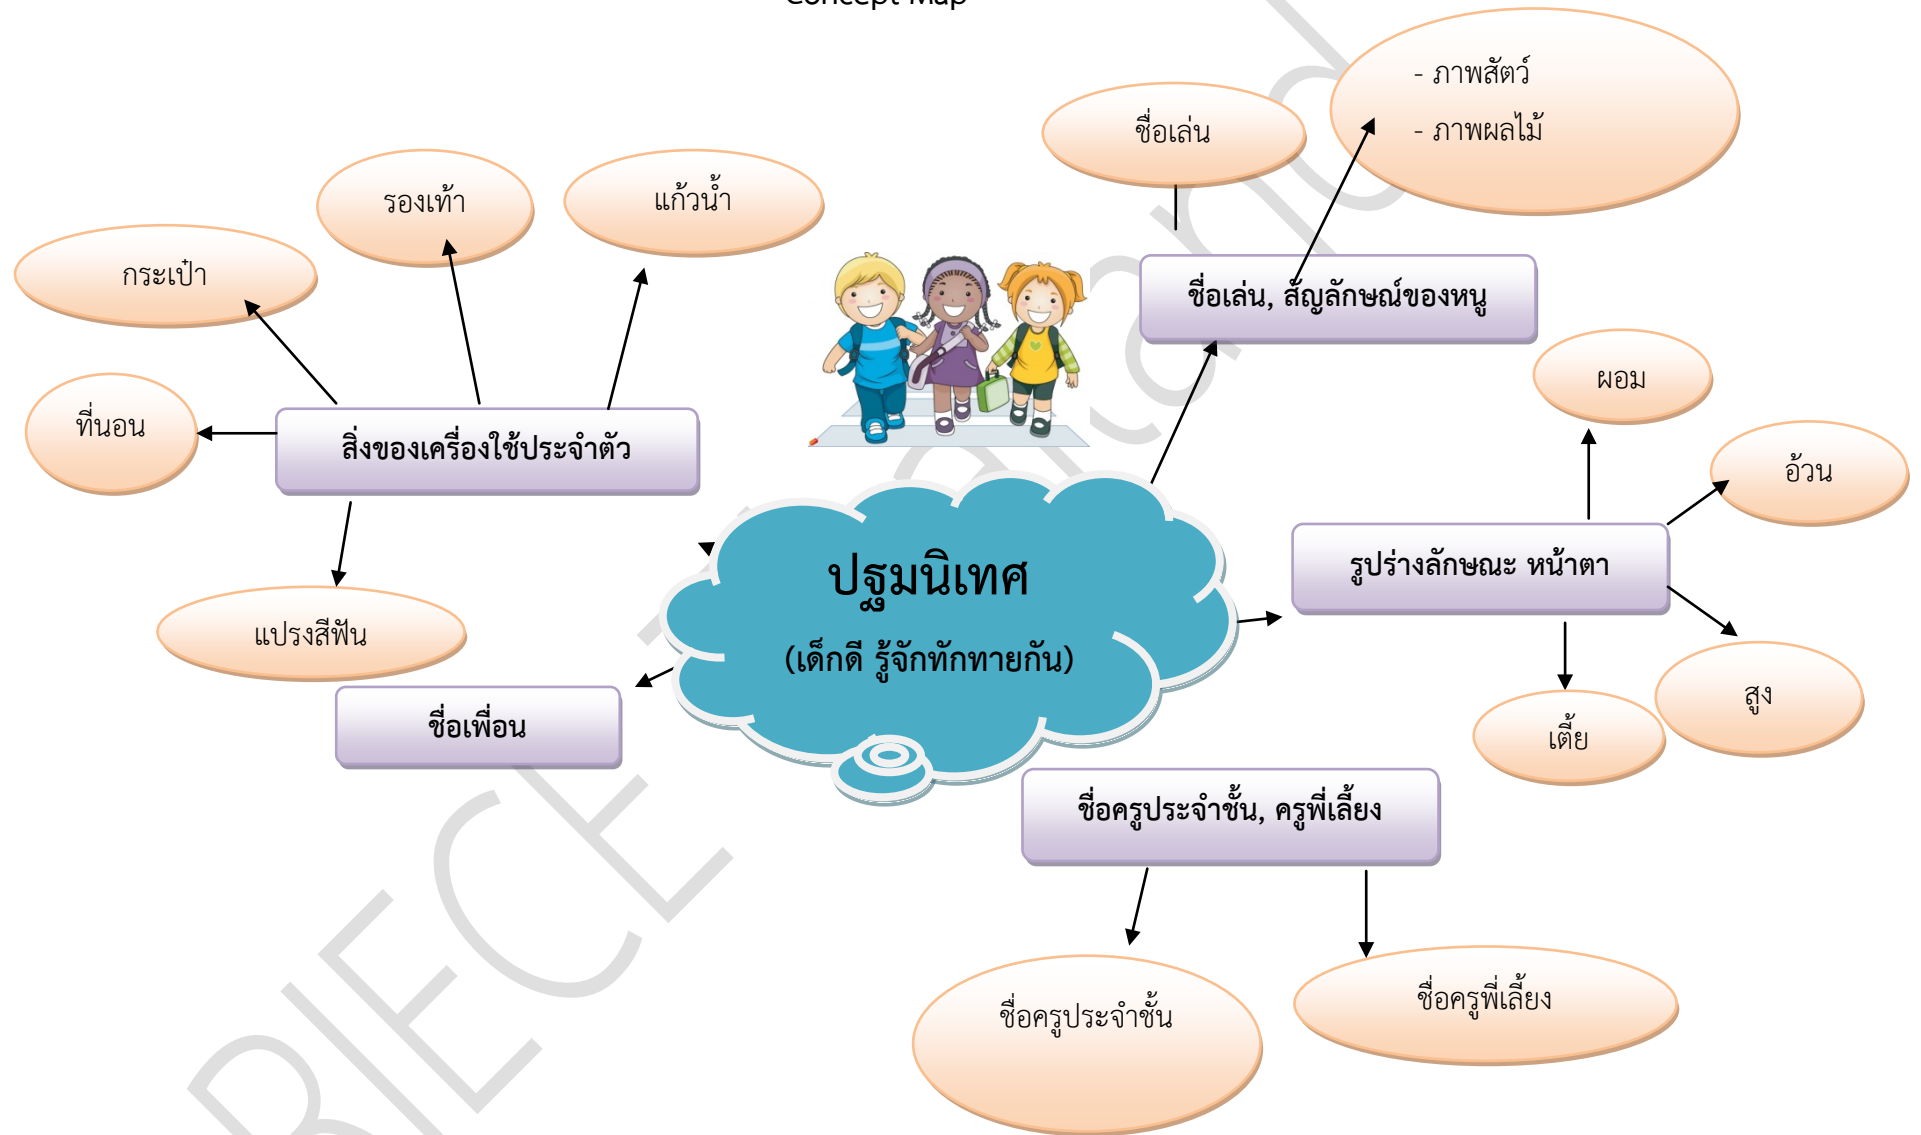 Concept Map
- ภาพสัตว์
- ภาพผลไม้
ชื่อเล่น
รองเท้า
แก้วน้ำ
กระเป๋า
ชื่อเล่น, สัญลักษณ์ของหนู
ผอม
ที่นอน
สิ่งของเครื่องใช้ประจำตัว
อ้วน
ปฐมนิเทศ
(เด็กดี รู้จักทักทายกัน)
รูปร่างลักษณะ หน้าตา
แปรงสีฟัน
สูง
เตี้ย
ชื่อเพื่อน
ชื่อครูประจำชั้น, ครูพี่เลี้ยง
ชื่อครูประจำชั้น
ชื่อครูพี่เลี้ยง